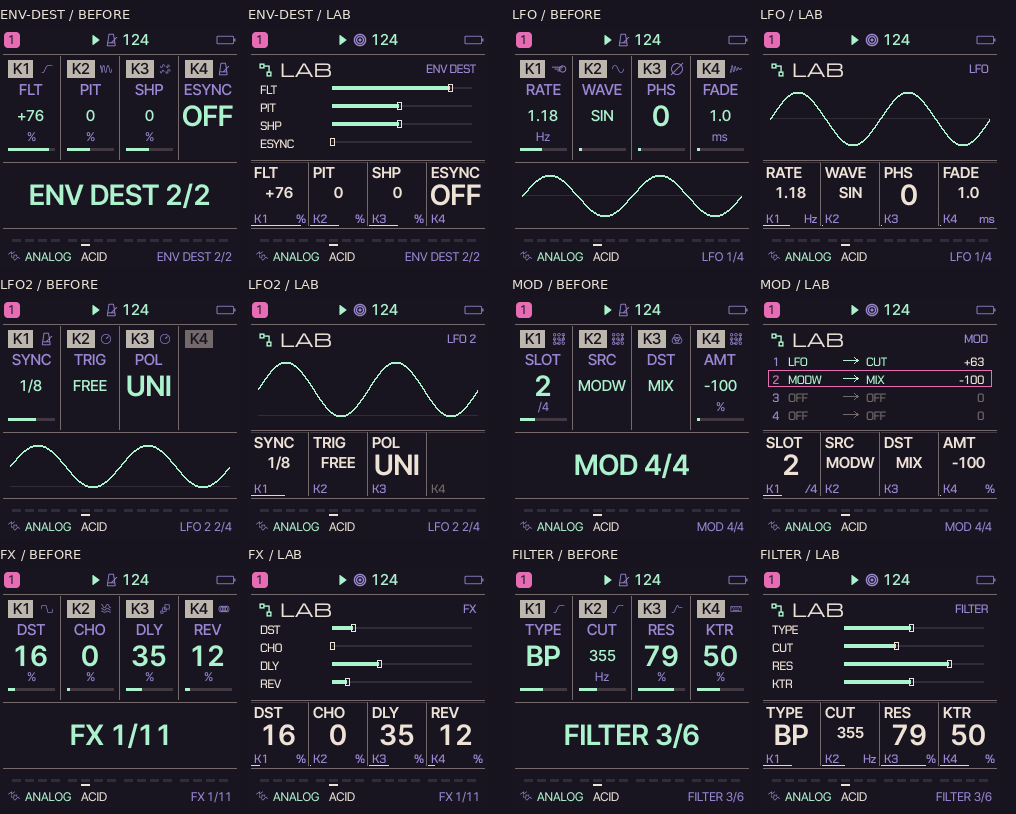 ENV-DEST / BEFORE
1 124
K1 K2 K3 K4
FLT PIT SHP ESYNC
+76 0 0 OFF
% % %
ENV DEST 2/2
ANALOG ACID ENV DEST 2/2
ENV-DEST / LAB
1 124
LAB ENV DEST
FLT
PIT
SHP
ESYNC
FLT PIT SHP ESYNC
+76 0 0 OFF
K1 % K2 % K3 % K4
ANALOG ACID ENV DEST 2/2
LFO / BEFORE
1 124
K1 K2 K3 K4
RATE WAVE PHS FADE
1.18 SIN 0 1.0
Hz ms
ANALOG ACID LFO 1/4
LFO / LAB
1 124
LAB LFO
RATE WAVE PHS FADE
1.18 SIN 0 1.0
K1 Hz K2 K3 K4 ms
ANALOG ACID LFO 1/4
LFO2 / BEFORE
1 124
K1 K2 K3 K4
SYNC TRIG POL
1/8 FREE UNI
ANALOG ACID LFO 2 2/4
LFO2 / LAB
1 124
LAB LFO 2
SYNC TRIG POL
1/8 FREE UNI
K1 K2 K3 K4
ANALOG ACID LFO 2 2/4
MOD / BEFORE
1 124
K1 K2 K3 K4
SLOT SRC DST AMT
2 MODW MIX -100
/4 %
MOD 4/4
ANALOG ACID MOD 4/4
MOD / LAB
1 124
LAB MOD
1 LFO → CUT +63
2 MODW → MIX -100
3 OFF → OFF 0
4 OFF → OFF 0
SLOT SRC DST AMT
2 MODW MIX -100
K1 /4 K2 K3 K4 %
ANALOG ACID MOD 4/4
FX / BEFORE
1 124
K1 K2 K3 K4
DST CHO DLY REV
16 0 35 12
% % % %
FX 1/11
ANALOG ACID FX 1/11
FX / LAB
1 124
LAB FX
DST
CHO
DLY
REV
DST CHO DLY REV
16 0 35 12
K1 % K2 % K3 % K4 %
ANALOG ACID FX 1/11
FILTER / BEFORE
1 124
K1 K2 K3 K4
TYPE CUT RES KTR
BP 355 79 50
Hz % %
FILTER 3/6
ANALOG ACID FILTER 3/6
FILTER / LAB
1 124
LAB FILTER
TYPE
CUT
RES
KTR
TYPE CUT RES KTR
BP 355 79 50
K1 K2 Hz K3 % K4 %
ANALOG ACID FILTER 3/6